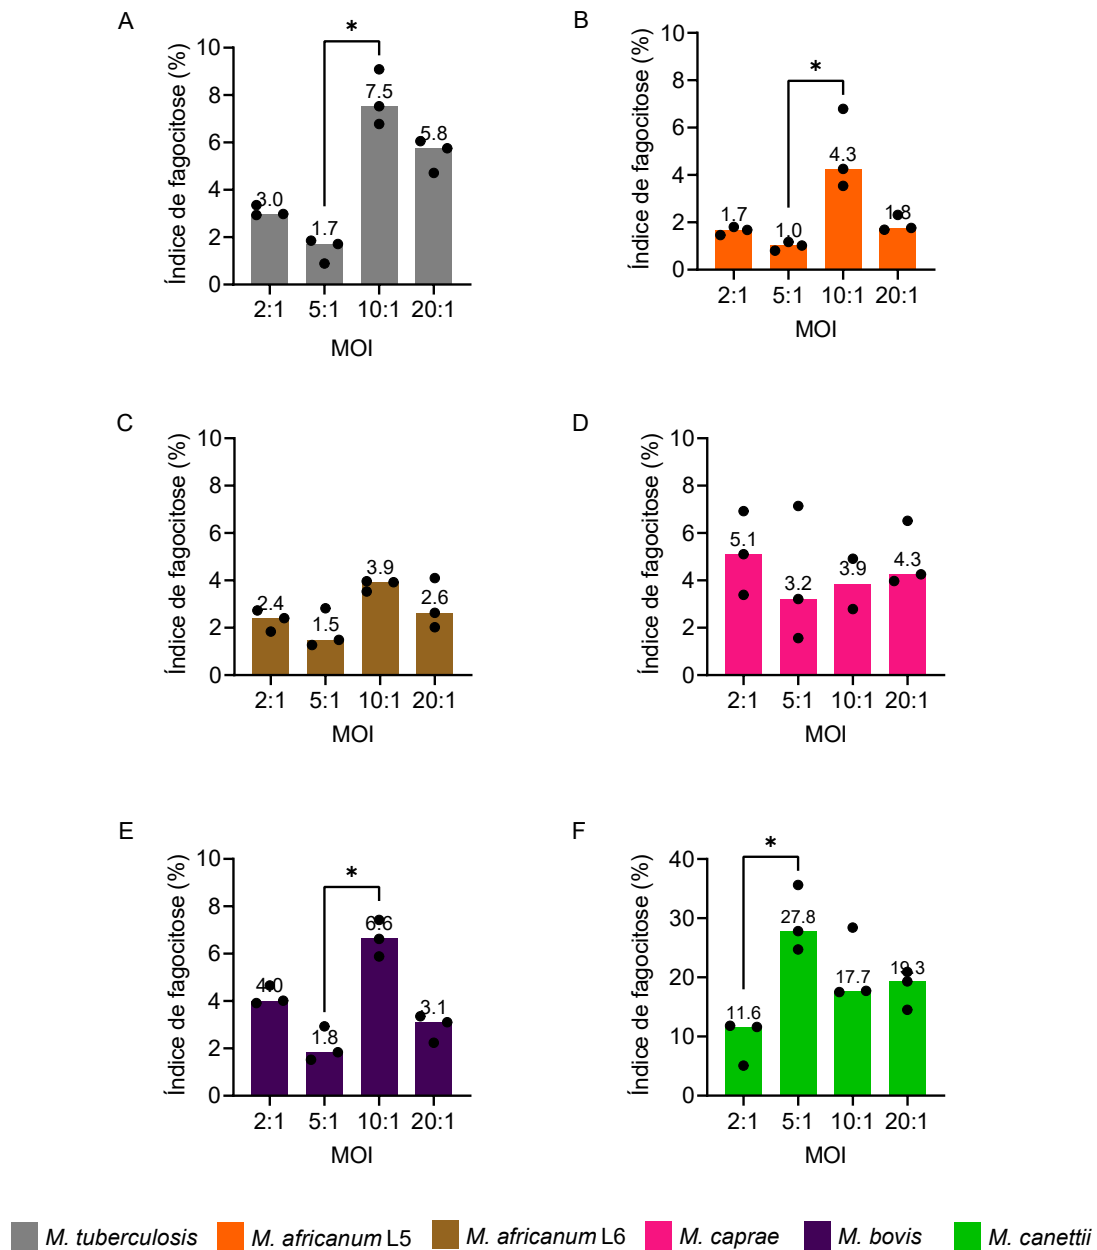 A
Índice de fagocitose (%)
10
8
6
4
2
0
*
3.0
1.7
7.5
5.8
2:1 5:1 10:1 20:1
MOI
B
Índice de fagocitose (%)
10
8
6
4
2
0
*
1.7
1.0
4.3
1.8
2:1 5:1 10:1 20:1
MOI
C
Índice de fagocitose (%)
10
8
6
4
2
0
2.4
1.5
3.9
2.6
2:1 5:1 10:1 20:1
MOI
D
Índice de fagocitose (%)
10
8
6
4
2
0
5.1
3.2
3.9
4.3
2:1 5:1 10:1 20:1
MOI
E
Índice de fagocitose (%)
10
8
6
4
2
0
*
4.0
1.8
6.6
3.1
2:1 5:1 10:1 20:1
MOI
F
Índice de fagocitose (%)
40
30
20
10
0
*
11.6
27.8
17.7
19.3
2:1 5:1 10:1 20:1
MOI
M. tuberculosis M. africanum L5 M. africanum L6 M. caprae M. bovis M. canettii